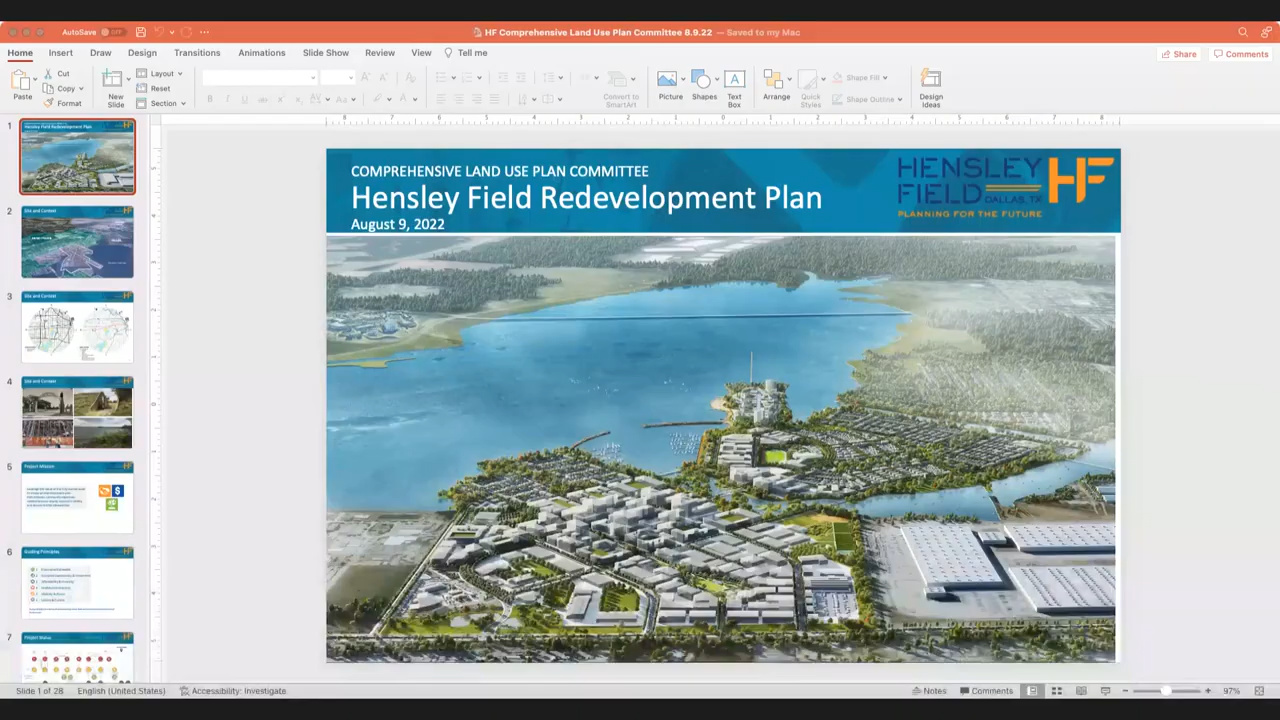 AutoSave OFF
HF Comprehensive Land Use Plan Committee 8.9.22 — Saved to my Mac
Home Insert Draw Design Transitions Animations Slide Show Review View Tell me
Share Comments
Paste
Cut
Copy
Format
New Slide
Layout
Reset
Section
Convert to SmartArt
Picture
Shapes
Text Box
Arrange
Quick Styles
Shape Fill
Shape Outline
Design Ideas
1
Hensley Field Redevelopment Plan
2
Site and Context
3
Site and Context
4
Site and Context
5
Project Mission
6
Guiding Principles
7
Project Status
COMPREHENSIVE LAND USE PLAN COMMITTEE
Hensley Field Redevelopment Plan
August 9, 2022
HENSLEY
FIELD DALLAS, TX
HF
PLANNING FOR THE FUTURE
Slide 1 of 28 English (United States) Accessibility: Investigate
Notes Comments 97%